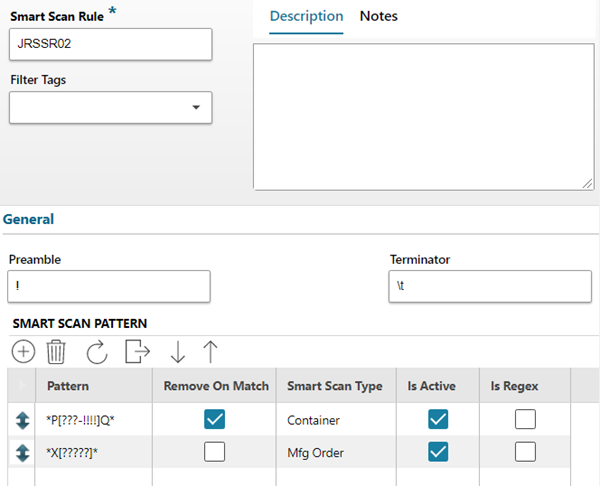 Smart Scan Rule *
JRSSR02
Filter Tags
Description Notes
General
Preamble Terminator
! \t
SMART SCAN PATTERN
Pattern Remove On Match Smart Scan Type Is Active Is Regex
*P[???-!!!!]Q* Container
*X[?????]* Mfg Order